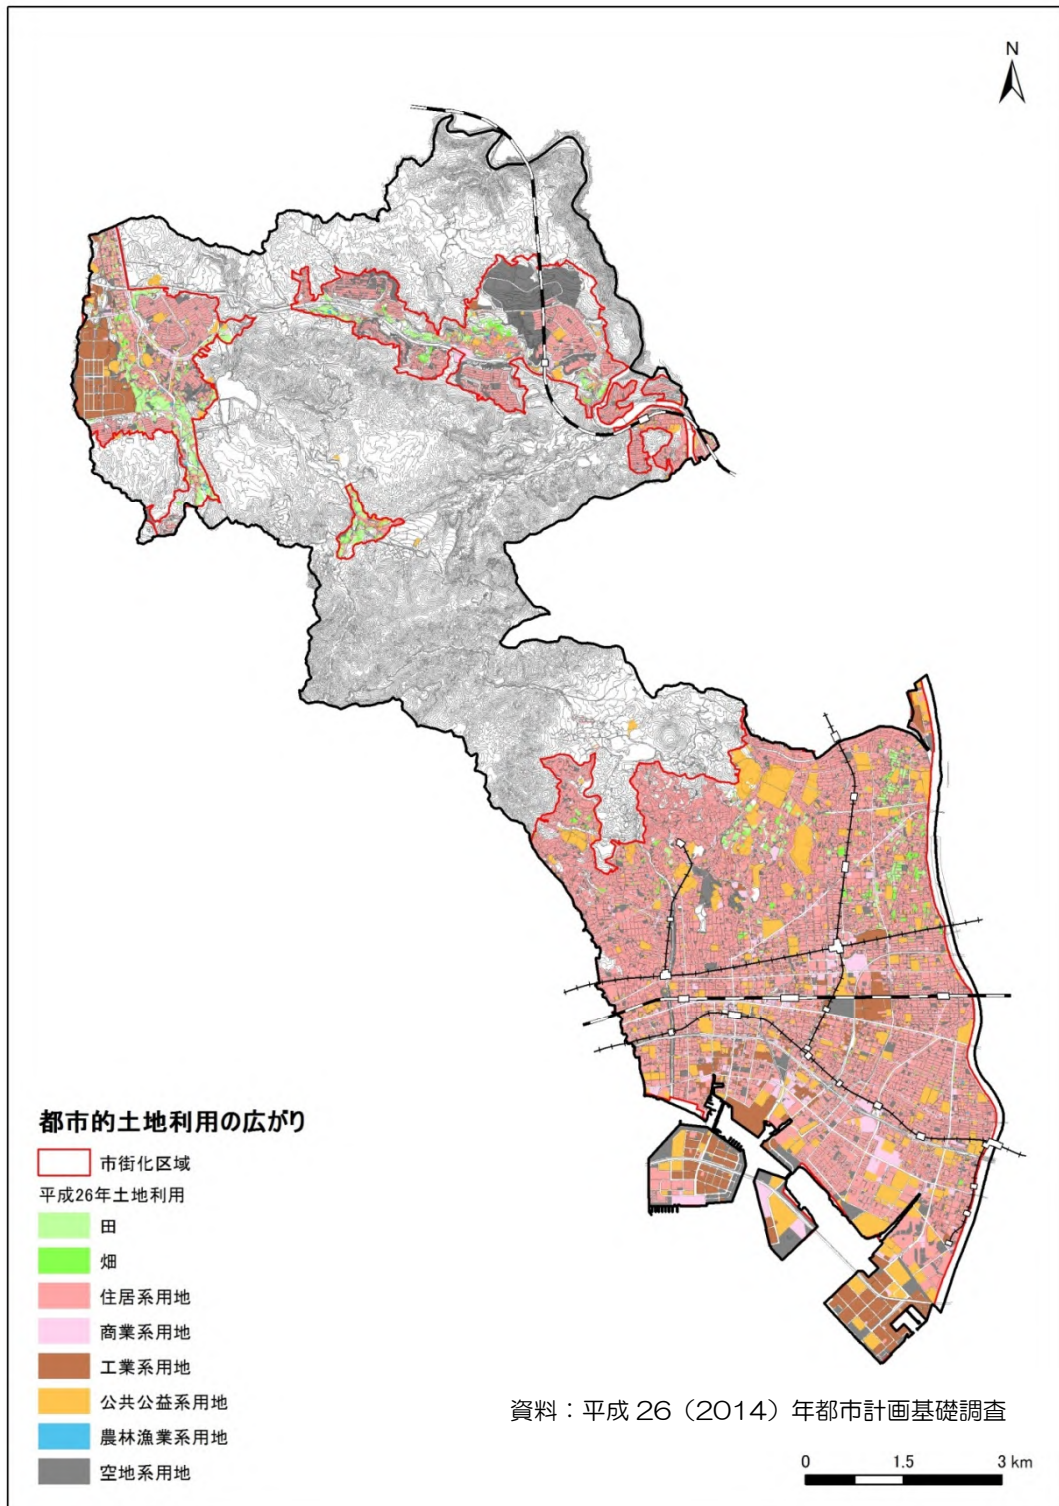 N
都市的土地利用の広がり
市街化区域
平成26年土地利用
田
畑
住居系用地
商業系用地
工業系用地
公共公益系用地
農林漁業系用地
空地系用地
資料：平成 26（2014）年都市計画基礎調査
0 1.5 3 km